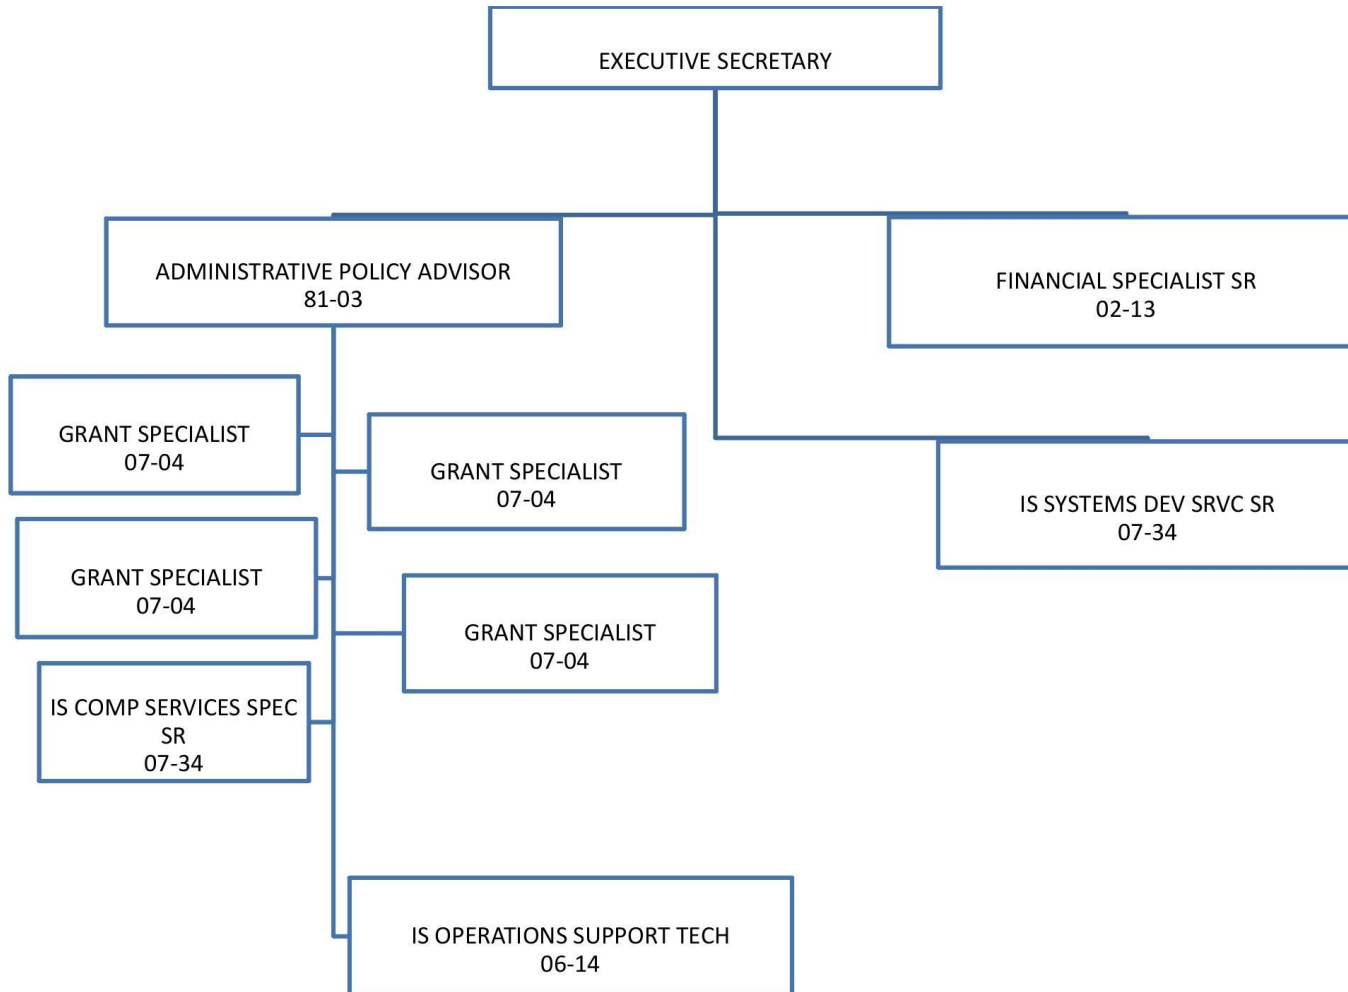 EXECUTIVE SECRETARY
ADMINISTRATIVE POLICY ADVISOR
81-03
FINANCIAL SPECIALIST SR
02-13
GRANT SPECIALIST
07-04
GRANT SPECIALIST
07-04
IS SYSTEMS DEV SRVC SR
07-34
GRANT SPECIALIST
07-04
GRANT SPECIALIST
07-04
IS COMP SERVICES SPEC
SR
07-34
IS OPERATIONS SUPPORT TECH
06-14